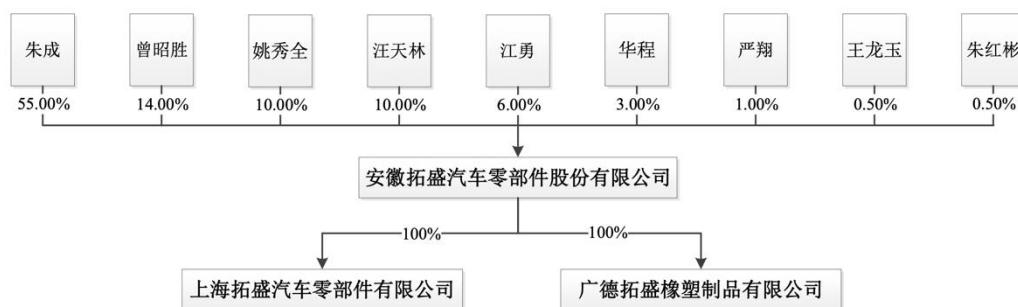 朱成
曾昭胜
姚秀全
汪天林
江勇
华程
严翔
王龙玉
朱红彬
55.00%
14.00%
10.00%
10.00%
6.00%
3.00%
1.00%
0.50%
0.50%
安徽拓盛汽车零部件股份有限公司
100%
100%
上海拓盛汽车零部件有限公司
广德拓盛橡塑制品有限公司